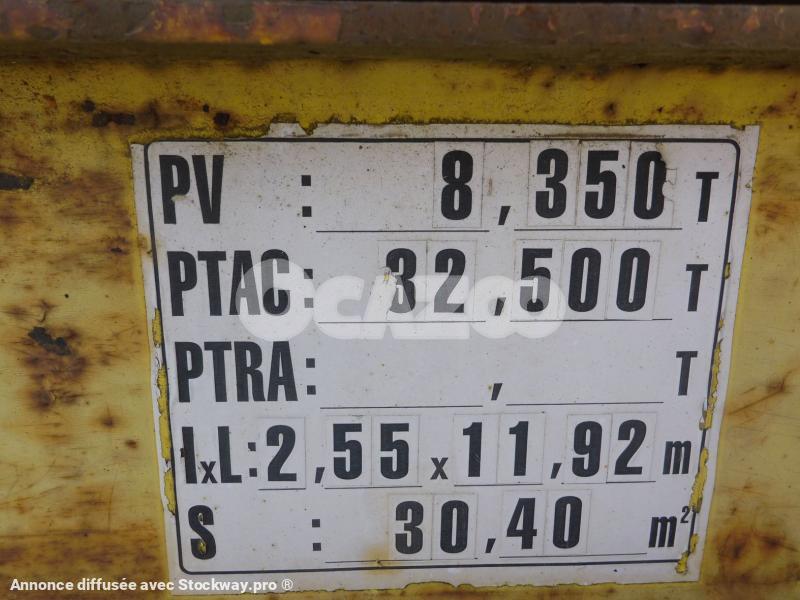 PV : 8,350 T
PTAC: 32,500 T
OCAZOO
PTRA: , T
lxL: 2,55 x 11,92 m
S : 30,40 m²
Annonce diffusée avec Stockway.pro ®